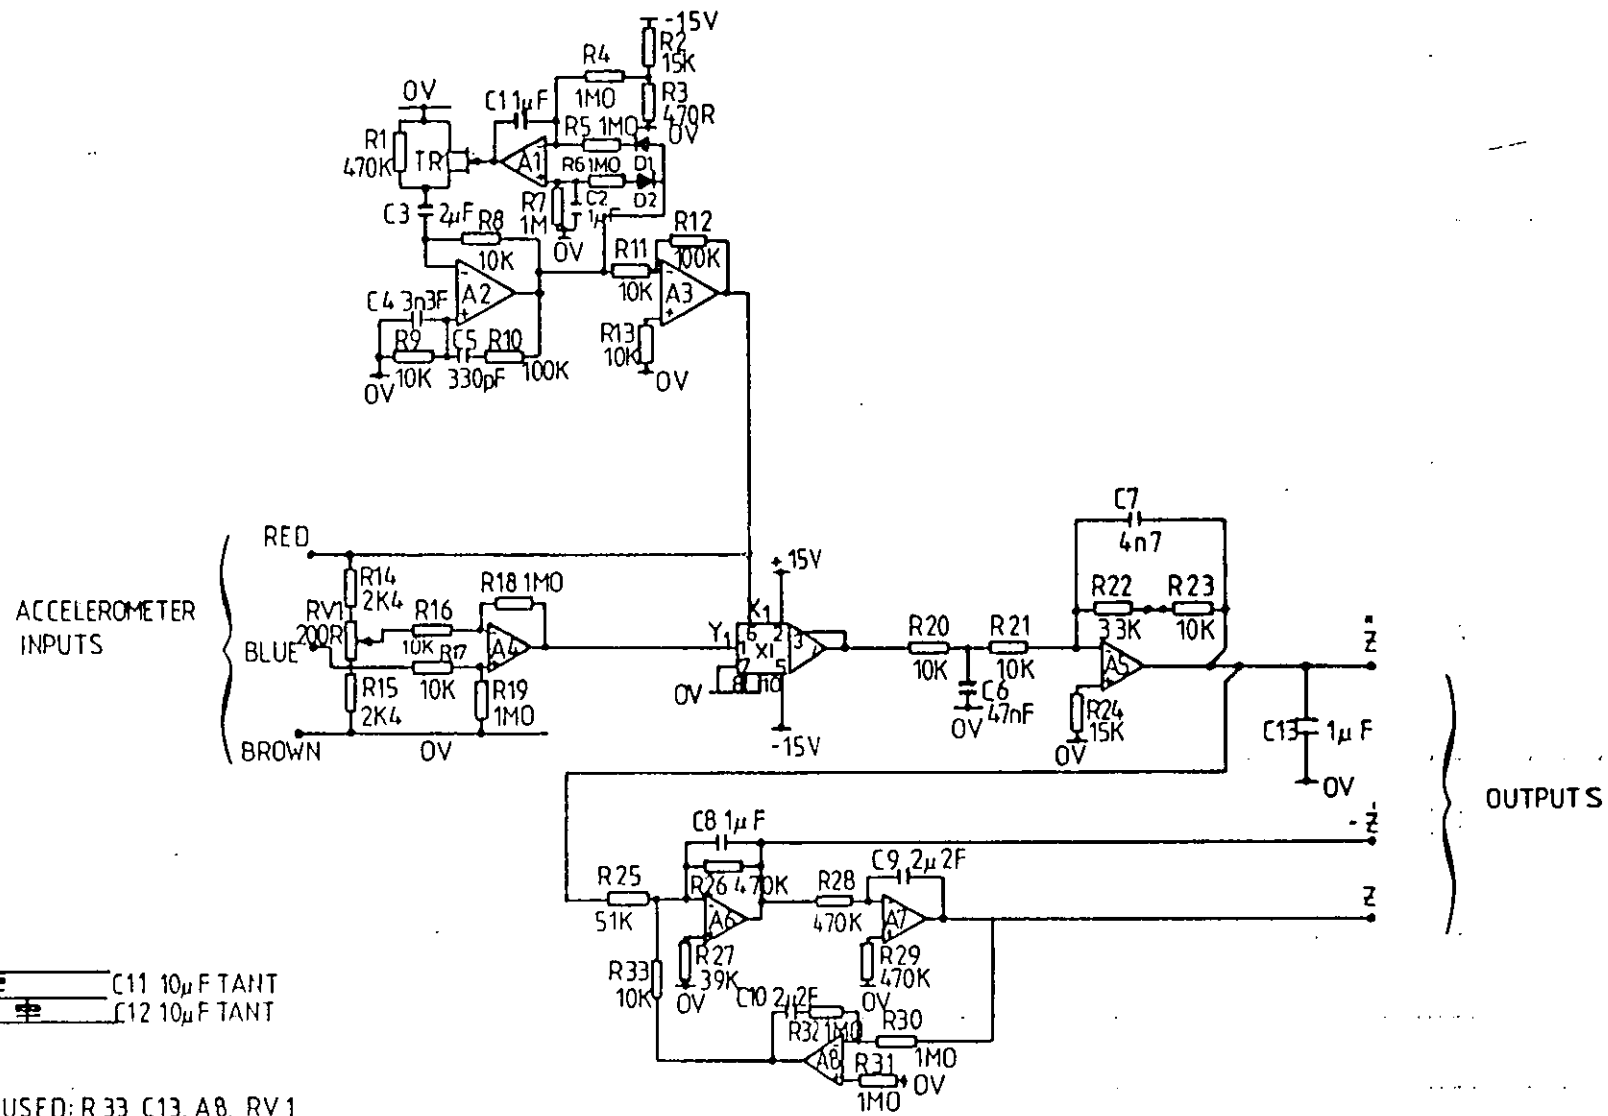 -15V
R2
15K
R4
1M0
R3
470R
0V
0V
C1 1µF
R5 1M0
R1
470K
TR
A1
R6 1M0
D1
D2
R7
1M
C2
1µF
0V
C3 2µF
R8
10K
R11
10K
R12
100K
A2
A3
C4 3n3F
R9
10K
C5
330pF
R10
100K
R13
10K
0V
0V
ACCELEROMETER
INPUTS
RED
BLUE
BROWN
R14
2K4
RV1
200R
R16
10K
R17
10K
R18 1M0
A4
R15
2K4
R19
1M0
0V
+15V
X1
Y1
6 2 3
1 X1
7 5
8 10
0V
-15V
R20
10K
R21
10K
C6
47nF
0V
C7
4n7
R22
33K
R23
10K
A5
R24
15K
0V
C13 1µF
0V
z̈
-ż
z
OUTPUTS
C8 1µF
R25
51K
R26 470K
A6
R27
39K
0V
R28
470K
C9 2µ2F
A7
R29
470K
0V
R33
10K
C10 2µ2F
R32 1M0
R30
1M0
A8
R31
1M0
0V
C11 10µF TANT
C12 10µF TANT
USED: R33, C13, A8, RV1